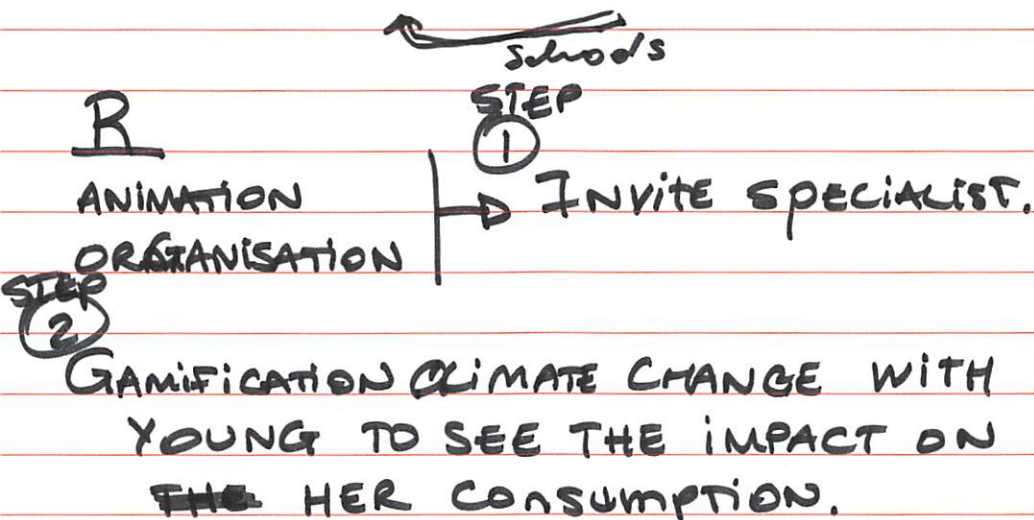 Schools
STEP
R
1
ANIMATION
INVITE SPECIALIST.
ORGANISATION
STEP
2
GAMIFICATION CLIMATE CHANGE WITH
YOUNG TO SEE THE IMPACT ON
HER CONSUMPTION.